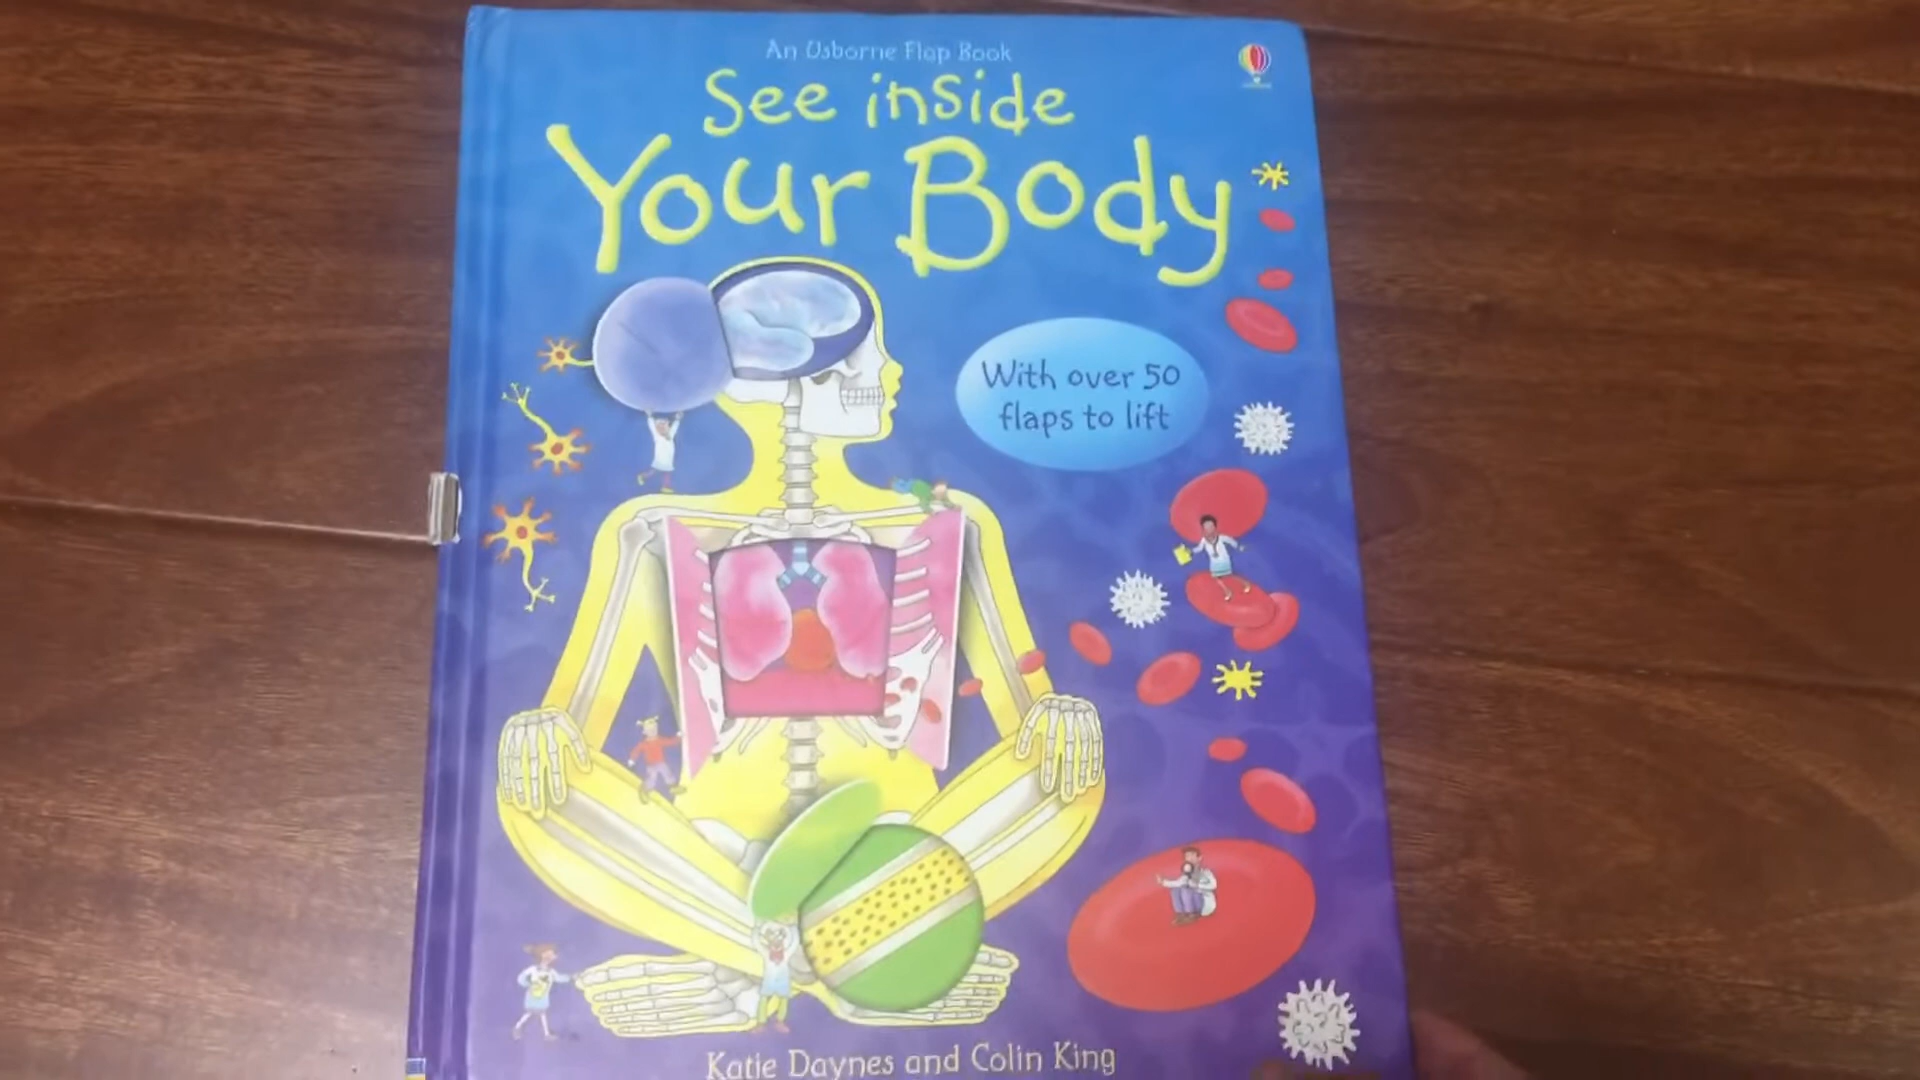 An Usborne Flap Book
See inside
Your Body
With over 50
flaps to lift
Katie Daynes and Colin King